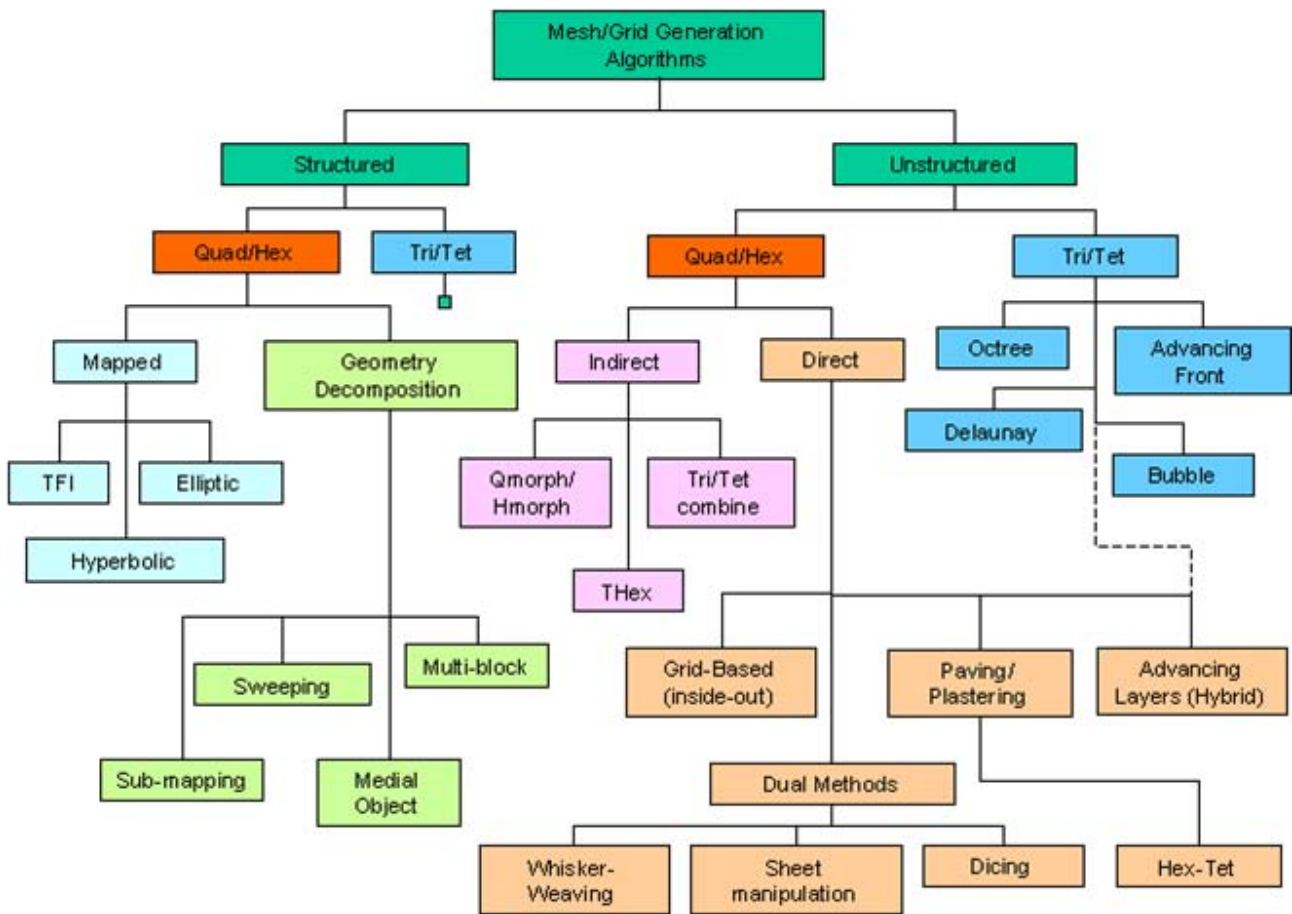 Mesh/Grid Generation
Algorithms
Structured
Unstructured
Quad/Hex
Tri/Tet
Quad/Hex
Tri/Tet
Mapped
Geometry
Decomposition
Indirect
Direct
Octree
Advancing
Front
Delaunay
Bubble
TFI
Elliptic
Hyperbolic
Qmorph/
Hmorph
Tri/Tet
combine
THex
Sweeping
Multi-block
Sub-mapping
Medial
Object
Grid-Based
(inside-out)
Paving/
Plastering
Advancing
Layers (Hybrid)
Dual Methods
Whisker-
Weaving
Sheet
manipulation
Dicing
Hex-Tet